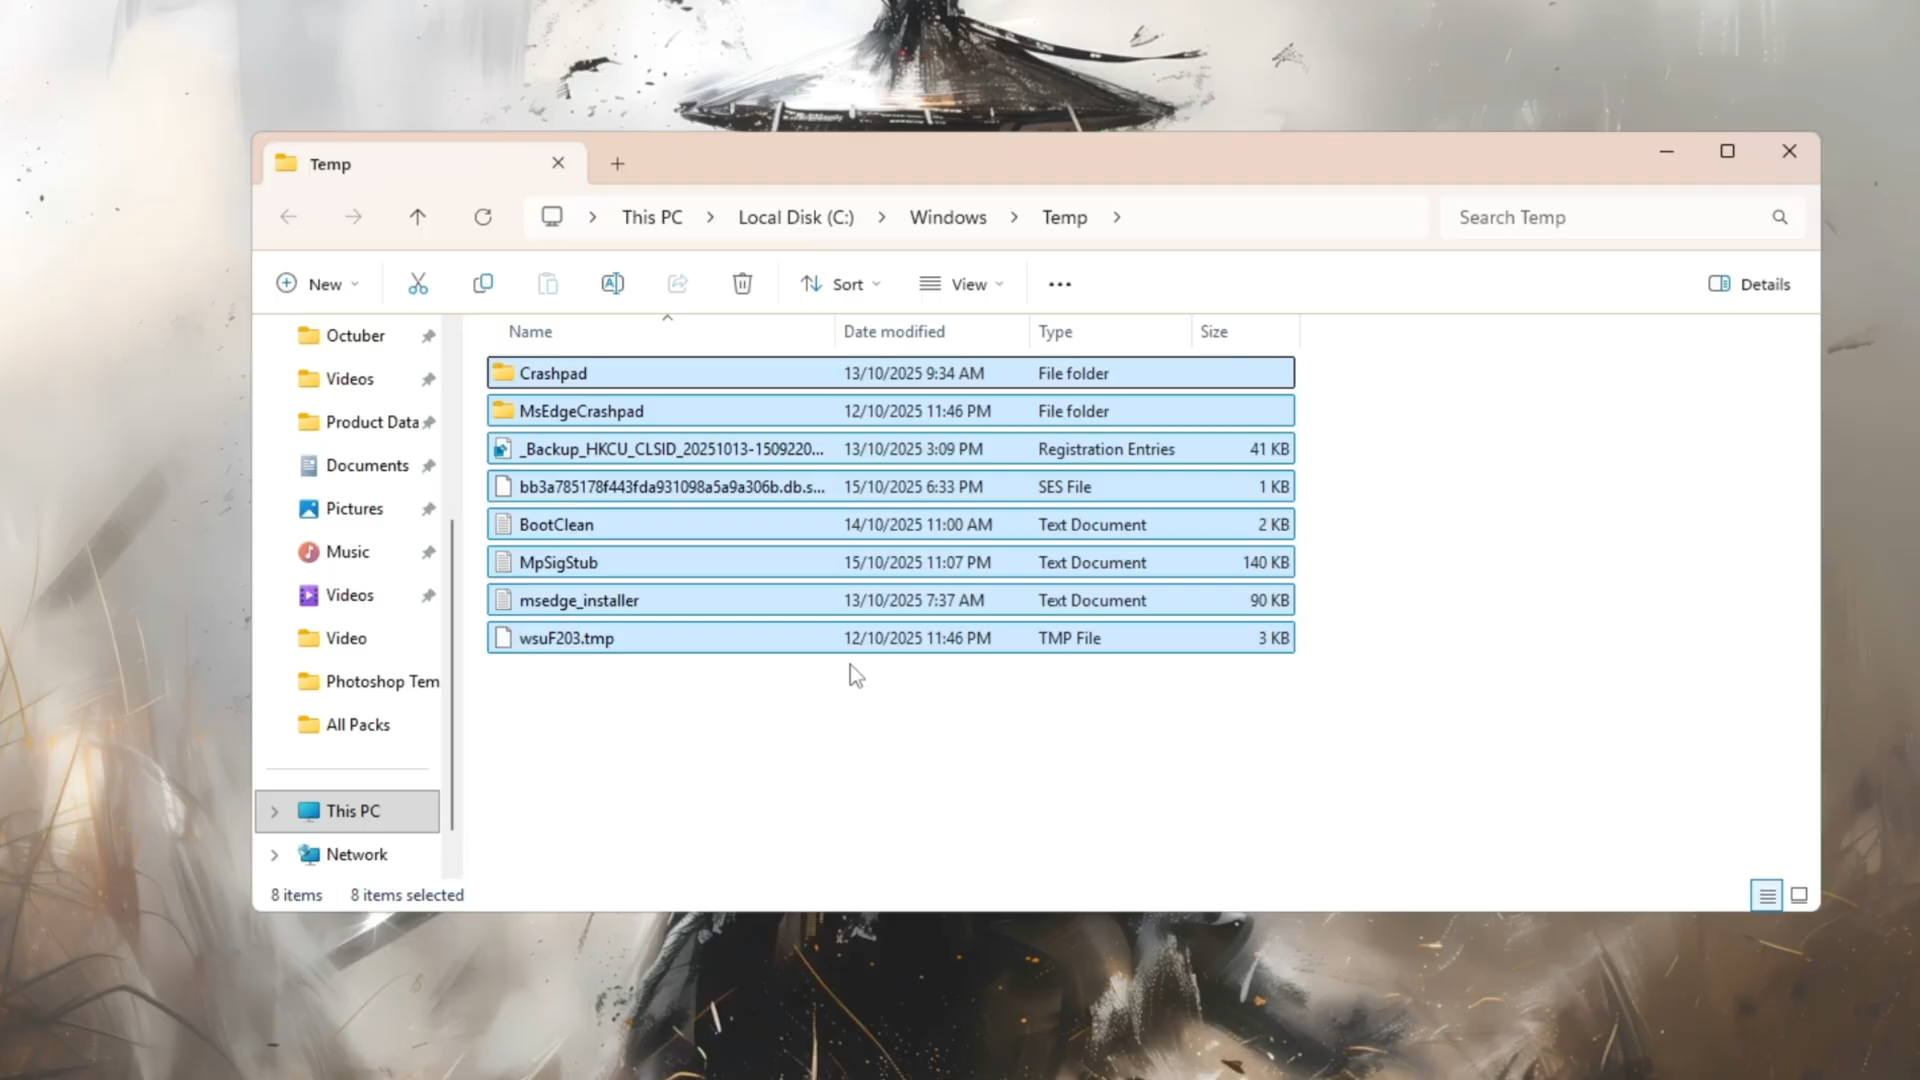 Temp
This PC > Local Disk (C:) > Windows > Temp >
Search Temp
New
Sort
View
Details
Octuber
Videos
Product Data
Documents
Pictures
Music
Videos
Video
Photoshop Tem
All Packs
This PC
Network
Name Date modified Type Size
Crashpad 13/10/2025 9:34 AM File folder
MsEdgeCrashpad 12/10/2025 11:46 PM File folder
_Backup_HKCU_CLSID_20251013-1509220... 13/10/2025 3:09 PM Registration Entries 41 KB
bb3a785178f443fda931098a5a9a306b.db.s... 15/10/2025 6:33 PM SES File 1 KB
BootClean 14/10/2025 11:00 AM Text Document 2 KB
MpSigStub 15/10/2025 11:07 PM Text Document 140 KB
msedge_installer 13/10/2025 7:37 AM Text Document 90 KB
wsuF203.tmp 12/10/2025 11:46 PM TMP File 3 KB
8 items 8 items selected